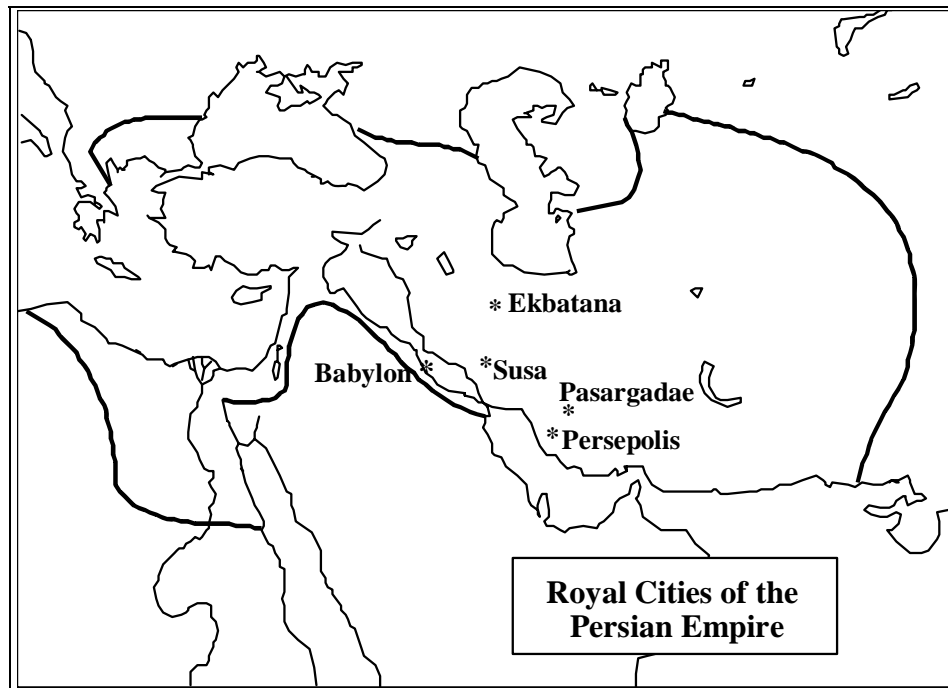 * Ekbatana
Babylon *
* Susa
Pasargadae
*
* Persepolis
Royal Cities of the
Persian Empire